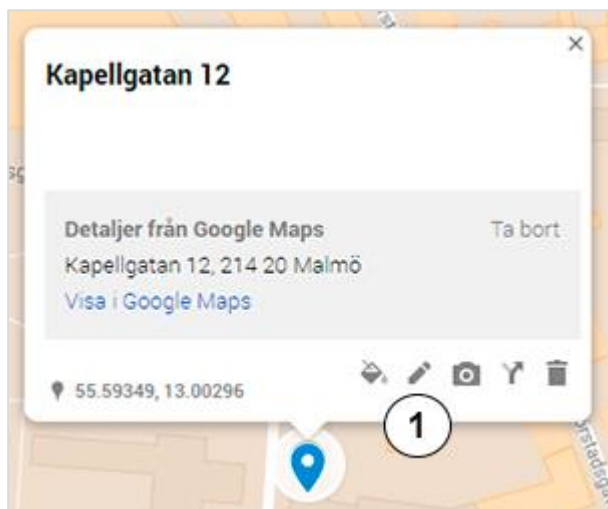 ×
Kapellgatan 12
Detaljer från Google Maps Ta bort
Kapellgatan 12, 214 20 Malmö
Visa i Google Maps
55.59349, 13.00296
1